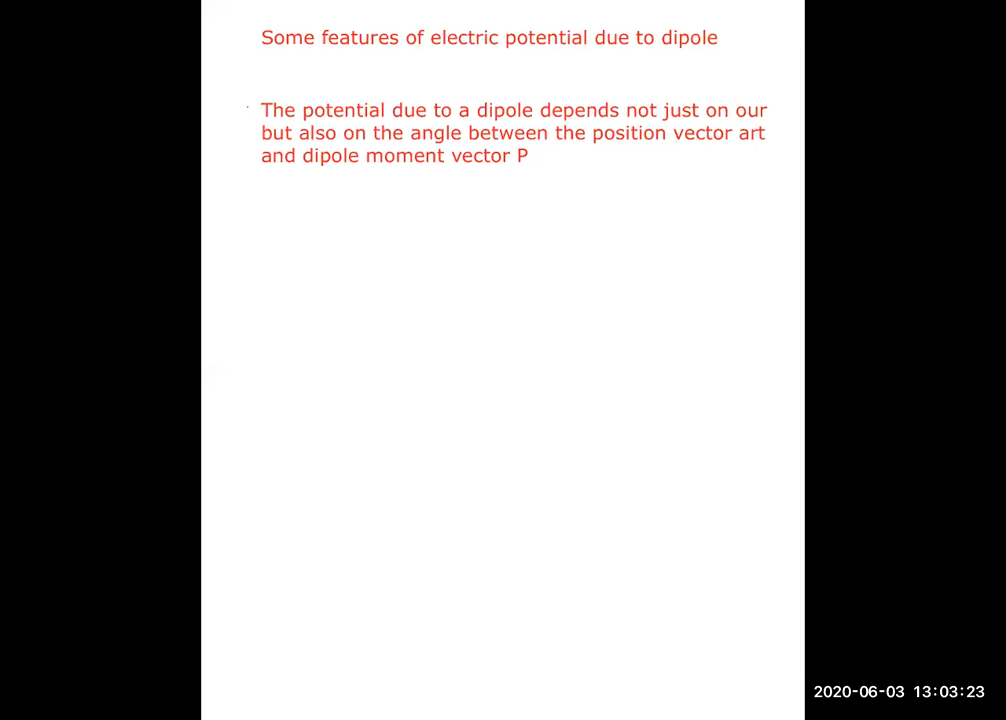 Some features of electric potential due to dipole
The potential due to a dipole depends not just on our
but also on the angle between the position vector art
and dipole moment vector P
2020-06-03 13:03:23